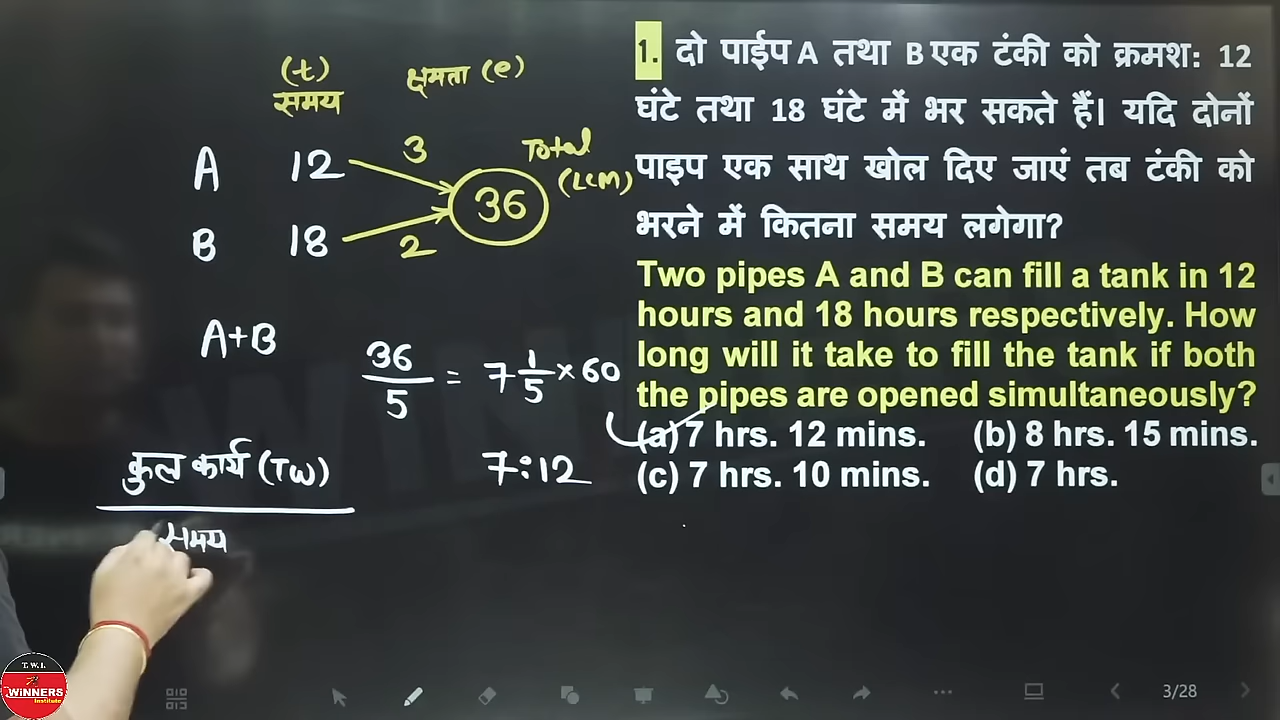 (t)
समय
क्षमता (e)
A 12 3
Total
(LCM)
36
B 18 2
A+B
36/5 = 7 1/5 × 60
7:12
कुल कार्य (TW)
समय
1. दो पाईप A तथा B एक टंकी को क्रमश: 12
घंटे तथा 18 घंटे में भर सकते हैं। यदि दोनों
पाइप एक साथ खोल दिए जाएं तब टंकी को
भरने में कितना समय लगेगा?
Two pipes A and B can fill a tank in 12
hours and 18 hours respectively. How
long will it take to fill the tank if both
the pipes are opened simultaneously?
(a) 7 hrs. 12 mins. (b) 8 hrs. 15 mins.
(c) 7 hrs. 10 mins. (d) 7 hrs.
T.W.I.
WINNERS
Institute
3/28